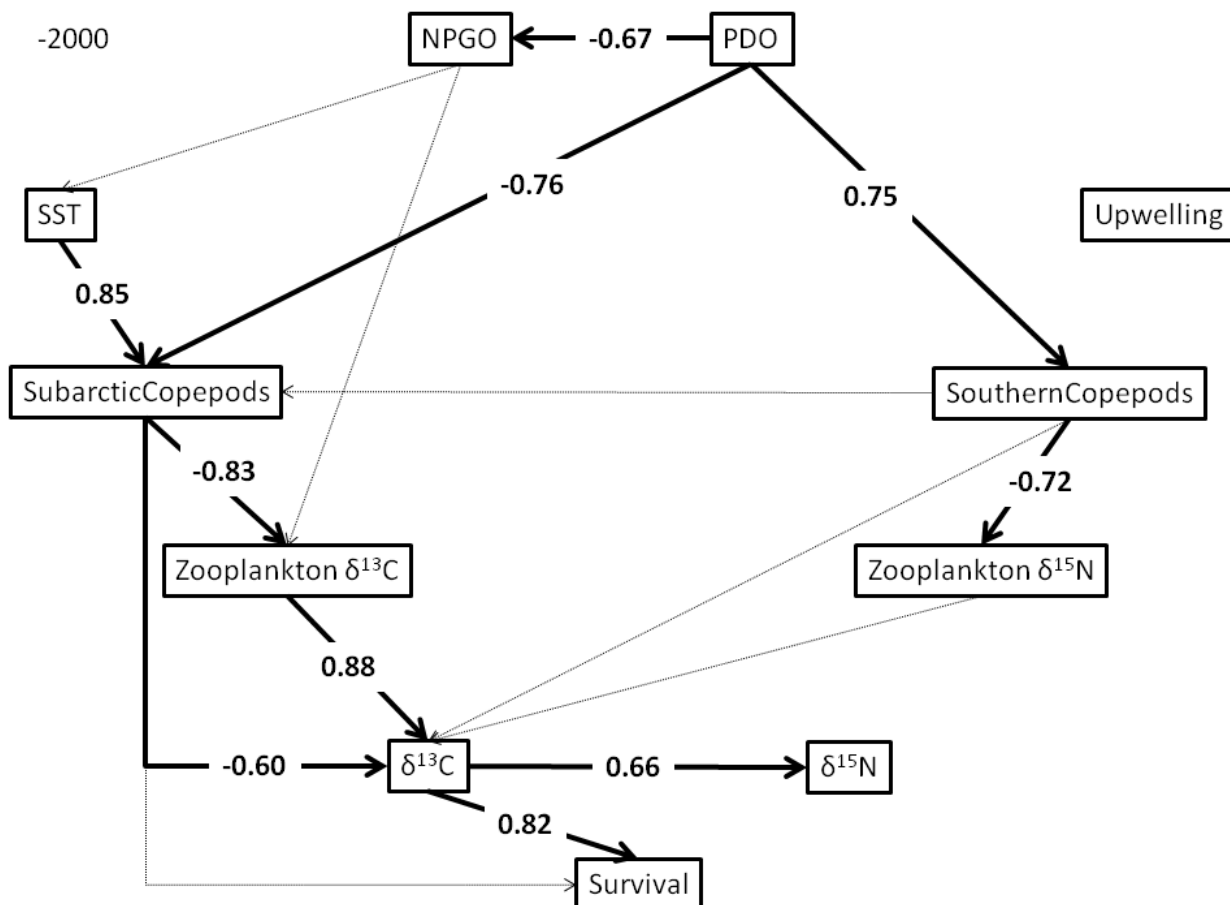 -2000
NPGO
-0.67
PDO
-0.76
0.75
SST
Upwelling
0.85
SubarcticCopepods
SouthernCopepods
-0.83
-0.72
Zooplankton δ¹³C
Zooplankton δ¹⁵N
0.88
-0.60
δ¹³C
0.66
δ¹⁵N
0.82
Survival